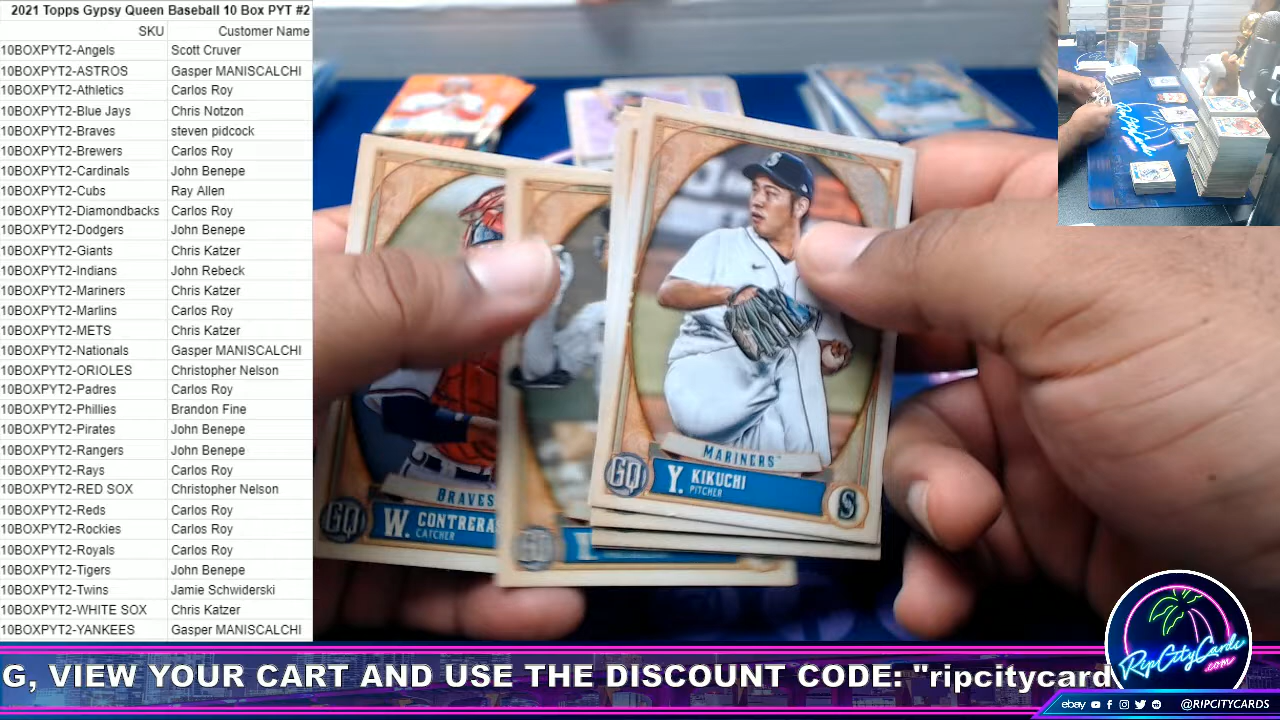 2021 Topps Gypsy Queen Baseball 10 Box PYT #2
SKU Customer Name
10BOXPYT2-Angels Scott Cruver
10BOXPYT2-ASTROS Gasper MANISCALCHI
10BOXPYT2-Athletics Carlos Roy
10BOXPYT2-Blue Jays Chris Notzon
10BOXPYT2-Braves steven pidcock
10BOXPYT2-Brewers Carlos Roy
10BOXPYT2-Cardinals John Benepe
10BOXPYT2-Cubs Ray Allen
10BOXPYT2-Diamondbacks Carlos Roy
10BOXPYT2-Dodgers John Benepe
10BOXPYT2-Giants Chris Katzer
10BOXPYT2-Indians John Rebeck
10BOXPYT2-Mariners Chris Katzer
10BOXPYT2-Marlins Carlos Roy
10BOXPYT2-METS Chris Katzer
10BOXPYT2-Nationals Gasper MANISCALCHI
10BOXPYT2-ORIOLES Christopher Nelson
10BOXPYT2-Padres Carlos Roy
10BOXPYT2-Phillies Brandon Fine
10BOXPYT2-Pirates John Benepe
10BOXPYT2-Rangers John Benepe
10BOXPYT2-Rays Carlos Roy
10BOXPYT2-RED SOX Christopher Nelson
10BOXPYT2-Reds Carlos Roy
10BOXPYT2-Rockies Carlos Roy
10BOXPYT2-Royals Carlos Roy
10BOXPYT2-Tigers John Benepe
10BOXPYT2-Twins Jamie Schwiderski
10BOXPYT2-WHITE SOX Chris Katzer
10BOXPYT2-YANKEES Gasper MANISCALCHI
BRAVES
GQ W. CONTRERA
CATCHER
GQ
MARINERS
GQ Y. KIKUCHI
PITCHER
S
RipCityCards
G, VIEW YOUR CART AND USE THE DISCOUNT CODE: "ripcitycard
RipCityCards
.com
ebay @RIPCITYCARDS